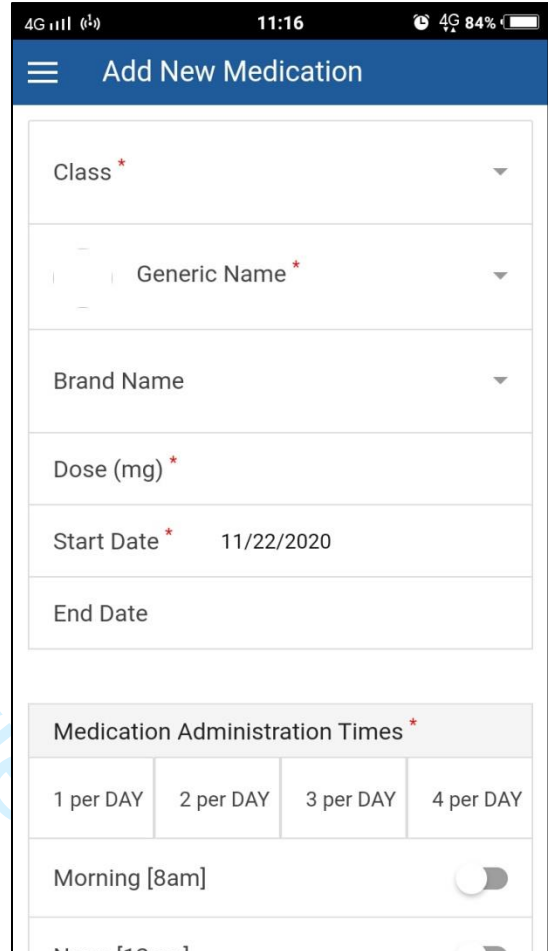 4G 11:16 4G 84%
Add New Medication
Class *
Generic Name *
Brand Name
Dose (mg) *
Start Date * 11/22/2020
End Date
Medication Administration Times *
1 per DAY 2 per DAY 3 per DAY 4 per DAY
Morning [8am]